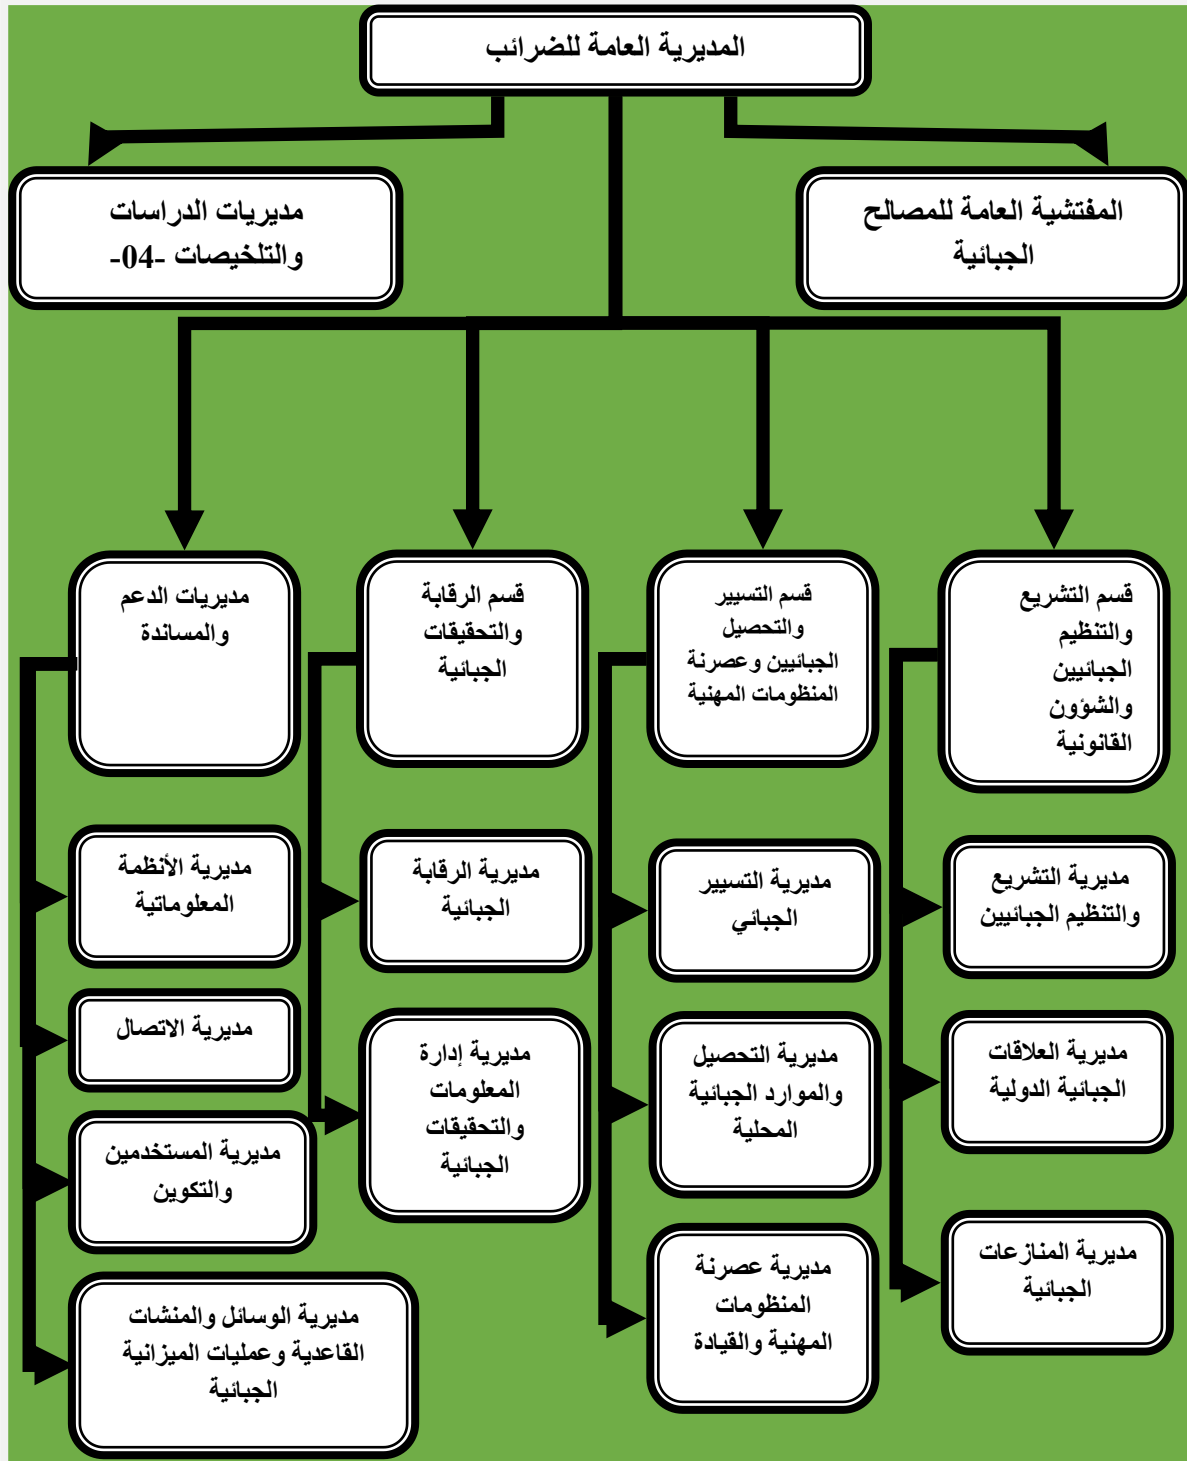 المديرية العامة للضرائب
المفتشية العامة للمصالح
الجبائية
مديريات الدراسات
والتلخيصات -04-
قسم التشريع
والتنظيم
الجبائيين
والشؤون
القانونية
قسم التسيير
والتحصيل
الجبائيين وعصرنة
المنظومات المهنية
قسم الرقابة
والتحقيقات
الجبائية
مديريات الدعم
والمساندة
مديرية التشريع
والتنظيم الجبائيين
مديرية العلاقات
الجبائية الدولية
مديرية المنازعات
الجبائية
مديرية التسيير
الجبائي
مديرية التحصيل
والموارد الجبائية
المحلية
مديرية عصرنة
المنظومات
المهنية والقيادة
مديرية الرقابة
الجبائية
مديرية إدارة
المعلومات
والتحقيقات
الجبائية
مديرية الأنظمة
المعلوماتية
مديرية الاتصال
مديرية المستخدمين
والتكوين
مديرية الوسائل والمنشات
القاعدية وعمليات الميزانية
الجبائية